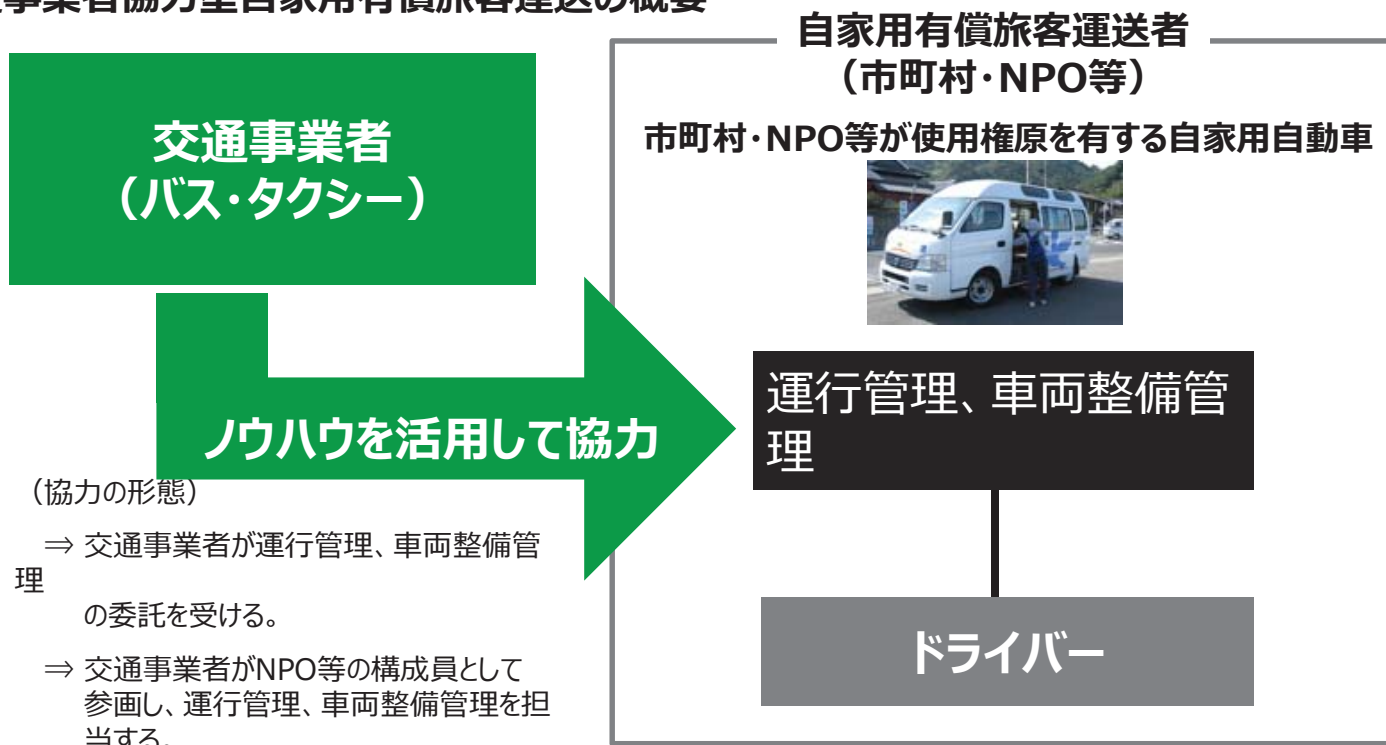 事業者協力型自家用有償旅客運送の概要
交通事業者
（バス・タクシー）
ノウハウを活用して協力
（協力の形態）
⇒ 交通事業者が運行管理、車両整備管
理
の委託を受ける。
⇒ 交通事業者がNPO等の構成員として
参画し、運行管理、車両整備管理を担
当する。
自家用有償旅客運送者
（市町村・NPO等）
市町村・NPO等が使用権原を有する自家用自動車
運行管理、車両整備管
理
ドライバー